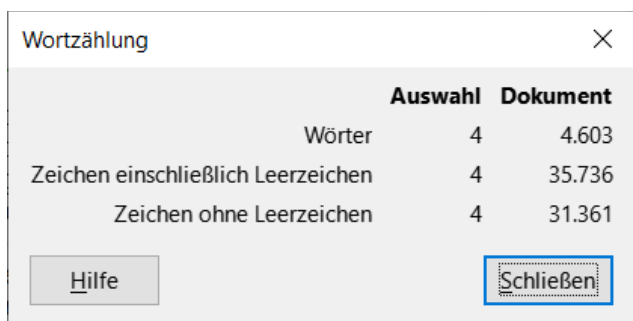 Wortzählung
Auswahl Dokument
Wörter 4 4.603
Zeichen einschließlich Leerzeichen 4 35.736
Zeichen ohne Leerzeichen 4 31.361
Hilfe Schließen